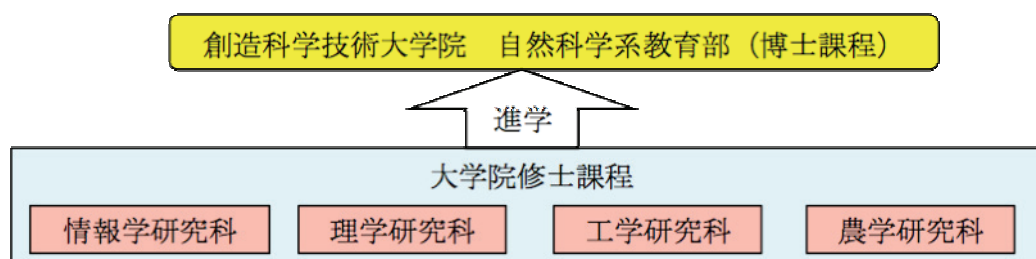 創造科学技術大学院　自然科学系教育部（博士課程）
進学
大学院修士課程
情報学研究科
理学研究科
工学研究科
農学研究科